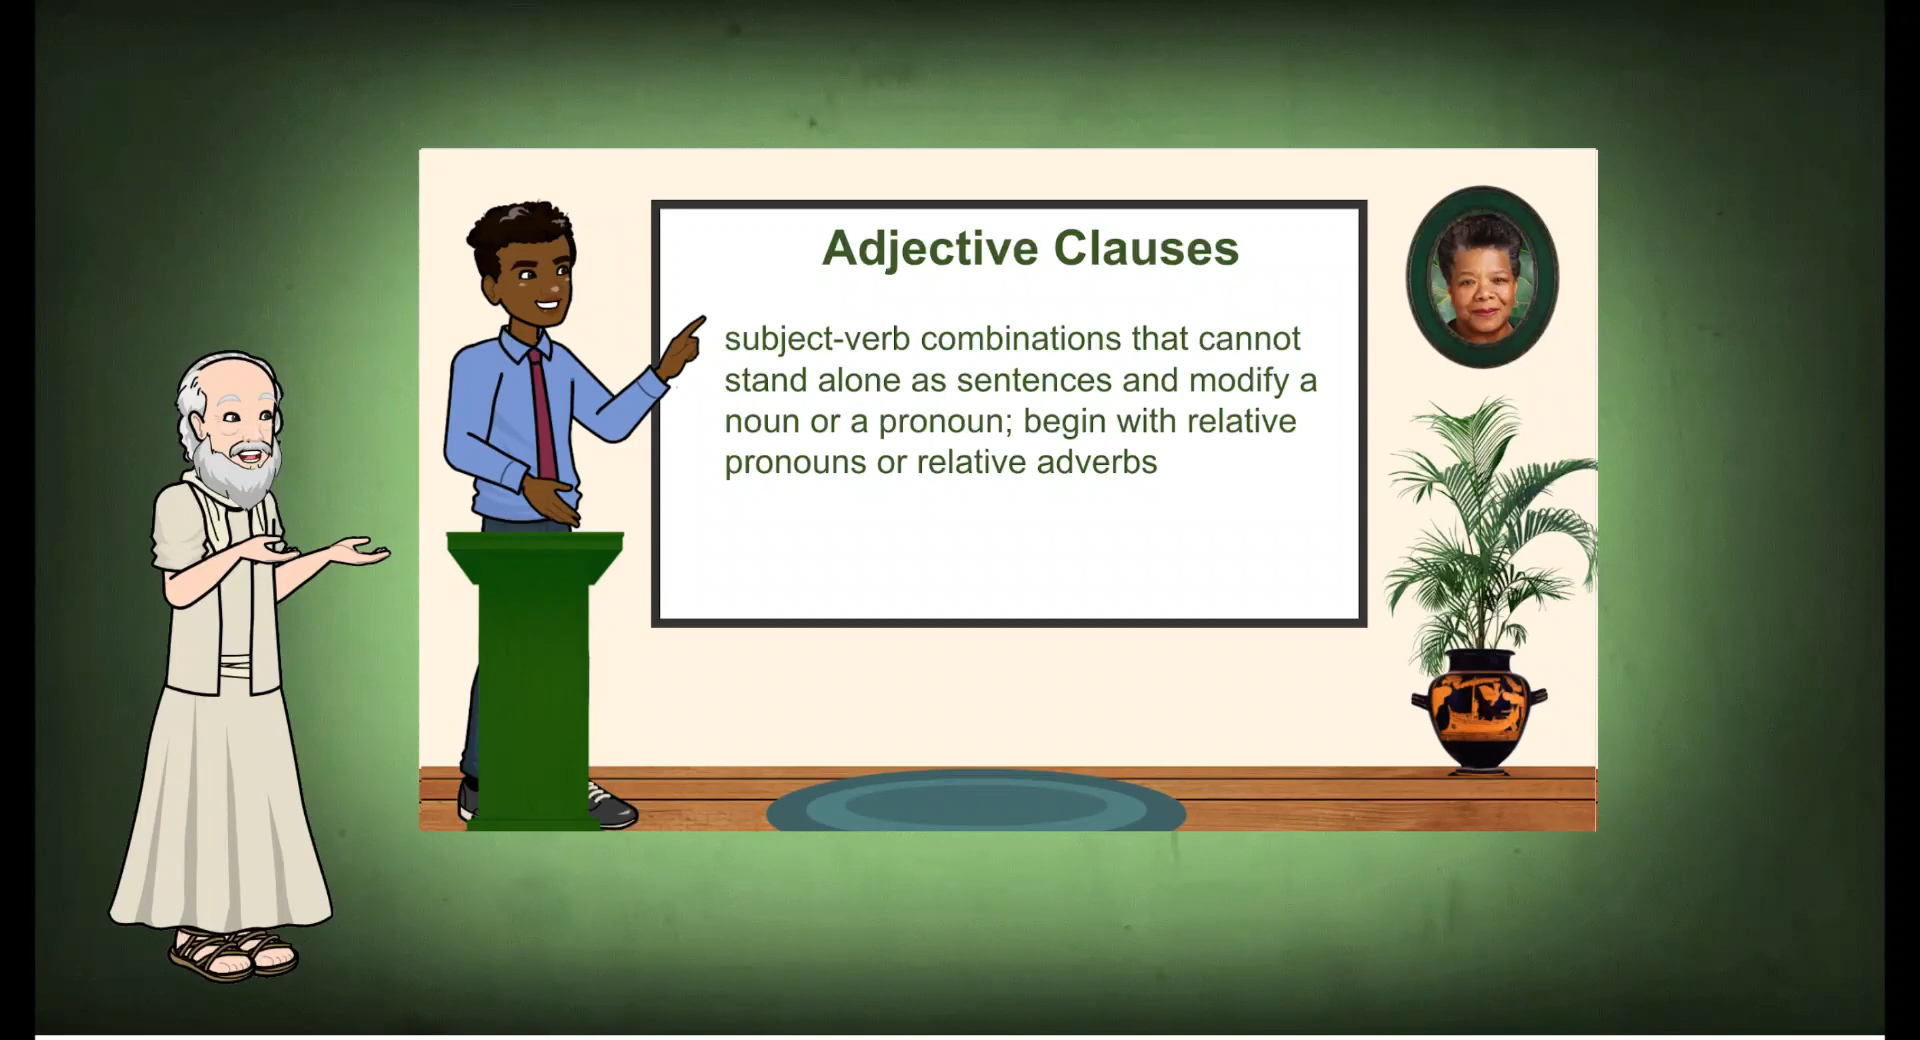 Adjective Clauses
subject-verb combinations that cannot
stand alone as sentences and modify a
noun or a pronoun; begin with relative
pronouns or relative adverbs